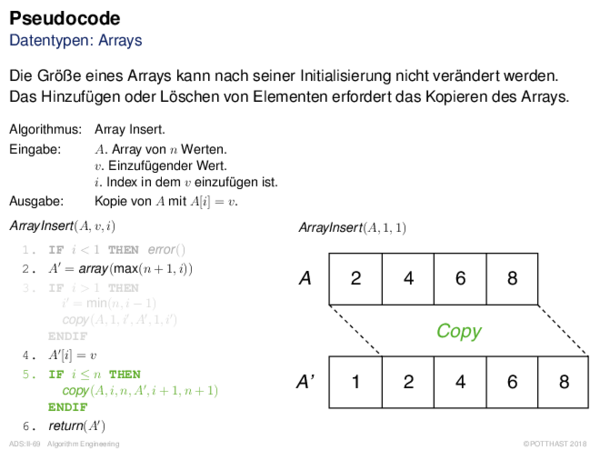 Pseudocode
Datentypen: Arrays
Die Größe eines Arrays kann nach seiner Initialisierung nicht verändert werden.
Das Hinzufügen oder Löschen von Elementen erfordert das Kopieren des Arrays.
Algorithmus: Array Insert.
Eingabe: A. Array von n Werten.
v. Einzufügender Wert.
i. Index in dem v einzufügen ist.
Ausgabe: Kopie von A mit A[i] = v.
ArrayInsert(A, v, i)
1. IF i < 1 THEN error()
2. A′ = array(max(n + 1, i))
3. IF i > 1 THEN
i′ = min(n, i − 1)
copy(A, 1, i′, A′, 1, i′)
ENDIF
4. A′[i] = v
5. IF i ≤ n THEN
copy(A, i, n, A′, i + 1, n + 1)
ENDIF
6. return(A′)
ArrayInsert(A, 1, 1)
A 2 4 6 8
Copy
A' 1 2 4 6 8
ADS:II-69 Algorithm Engineering
©POTTHAST 2018